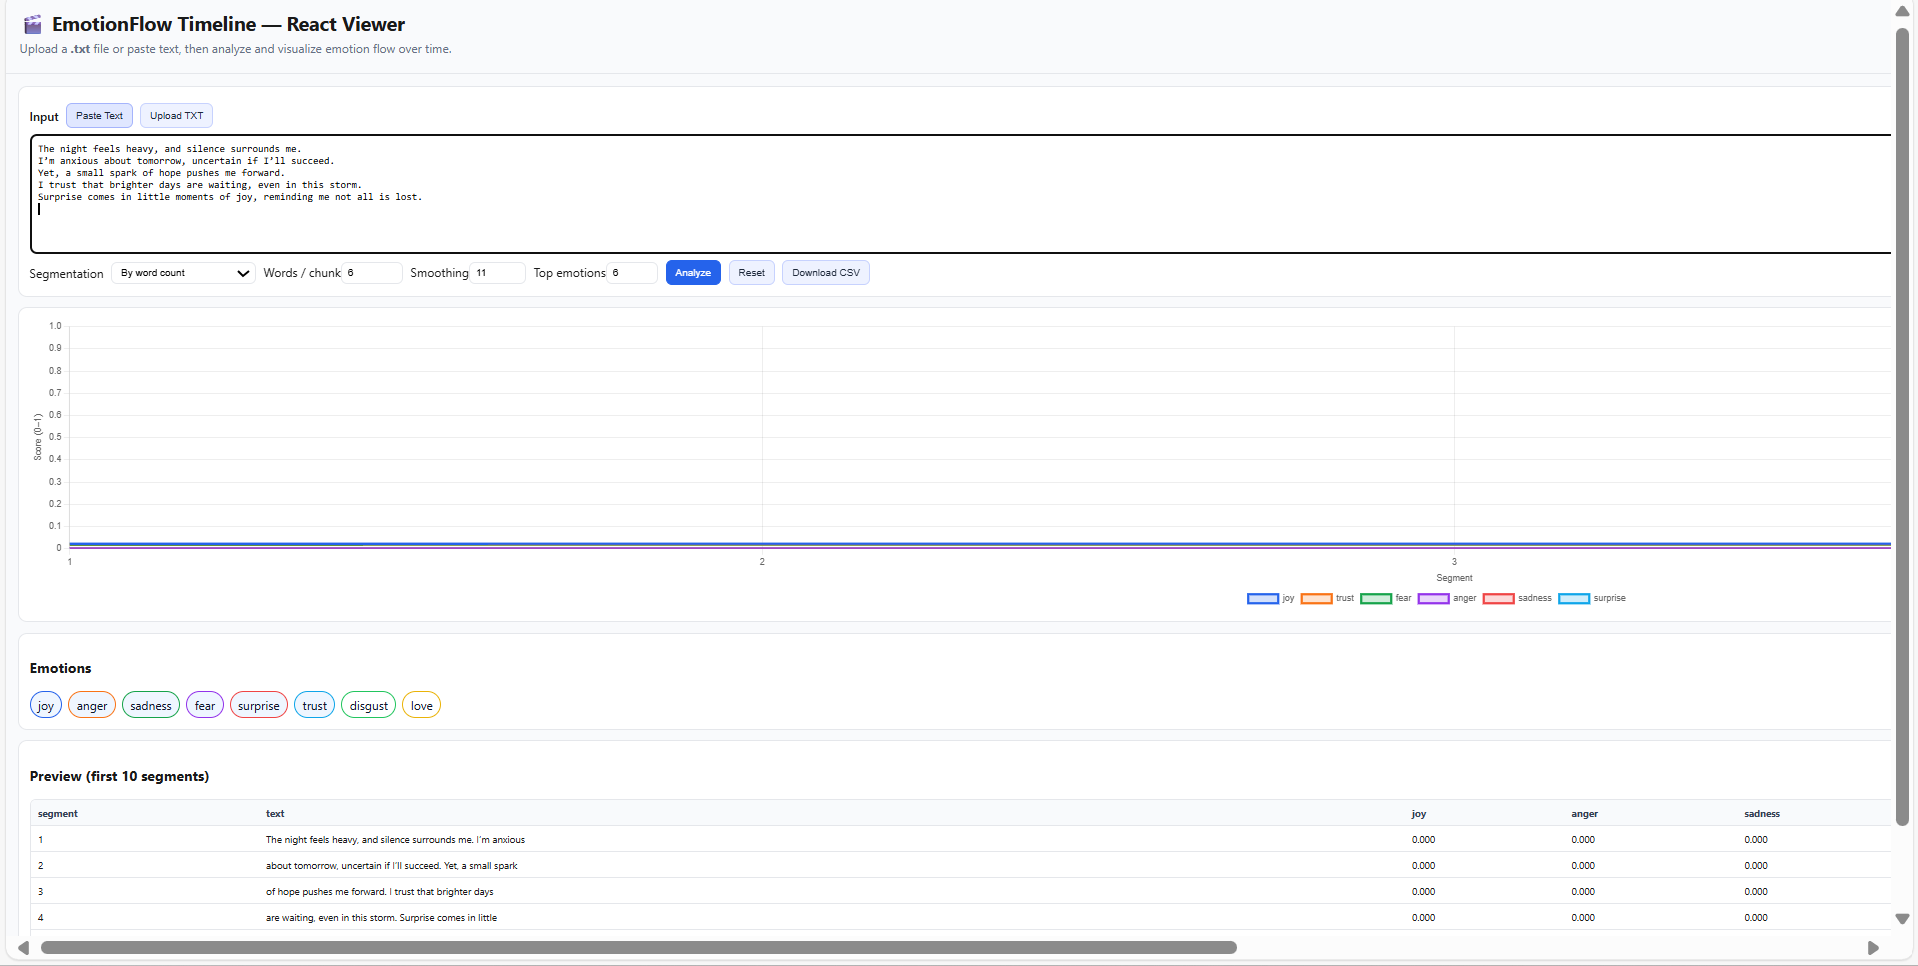 EmotionFlow Timeline — React Viewer
Upload a .txt file or paste text, then analyze and visualize emotion flow over time.
Input Paste Text Upload TXT
The night feels heavy, and silence surrounds me.
I’m anxious about tomorrow, uncertain if I’ll succeed.
Yet, a small spark of hope pushes me forward.
I trust that brighter days are waiting, even in this storm.
Surprise comes in little moments of joy, reminding me not all is lost.
Segmentation By word count Words / chunk 6 Smoothing 11 Top emotions 6 Analyze Reset Download CSV
1.0
0.9
0.8
0.7
0.6
0.5
0.4
0.3
0.2
0.1
0
Score (0–1)
1 2 3
Segment
joy trust fear anger sadness surprise
Emotions
joy anger sadness fear surprise trust disgust love
Preview (first 10 segments)
segment text joy anger sadness
1 The night feels heavy, and silence surrounds me. I’m anxious 0.000 0.000 0.000
2 about tomorrow, uncertain if I’ll succeed. Yet, a small spark 0.000 0.000 0.000
3 of hope pushes me forward. I trust that brighter days 0.000 0.000 0.000
4 are waiting, even in this storm. Surprise comes in little 0.000 0.000 0.000